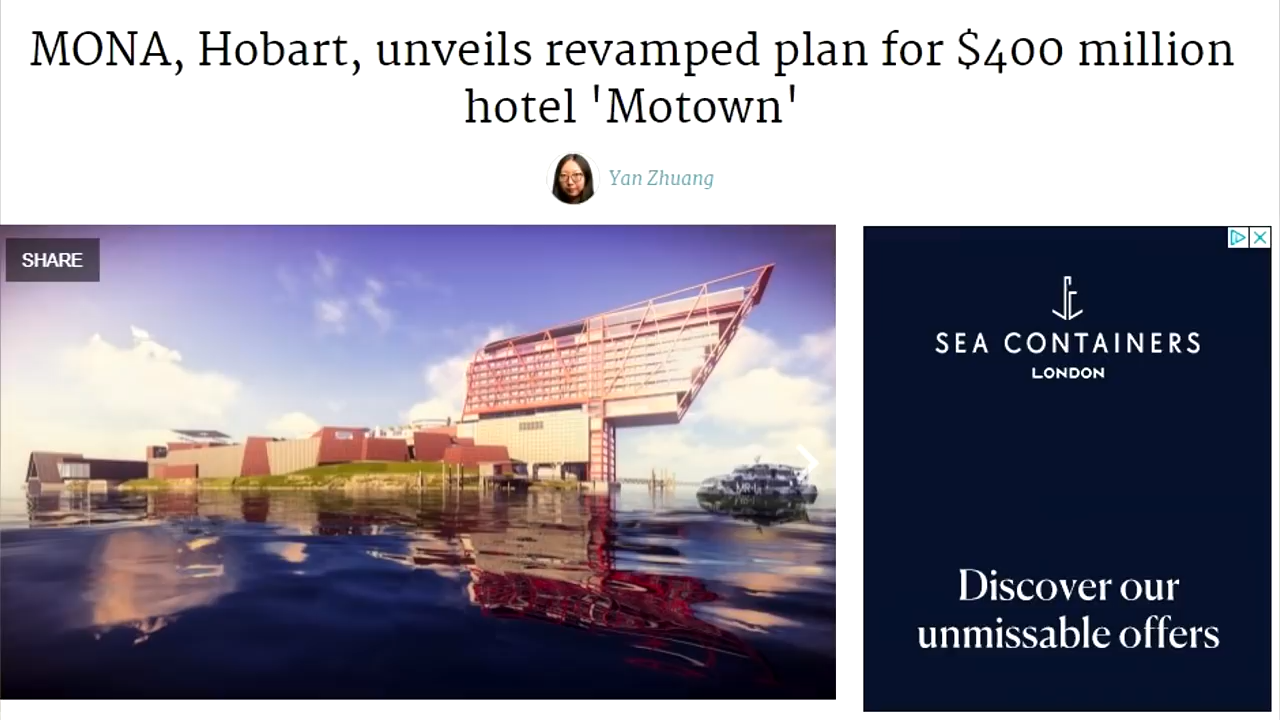 MONA, Hobart, unveils revamped plan for $400 million
hotel 'Motown'
Yan Zhuang
SHARE
SEA CONTAINERS
LONDON
Discover our
unmissable offers